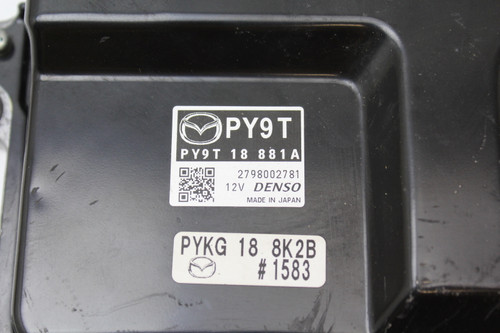 PY9T
PY9T 18 881A
2798002781
12V DENSO
MADE IN JAPAN
PYKG 18 8K2B
#1583